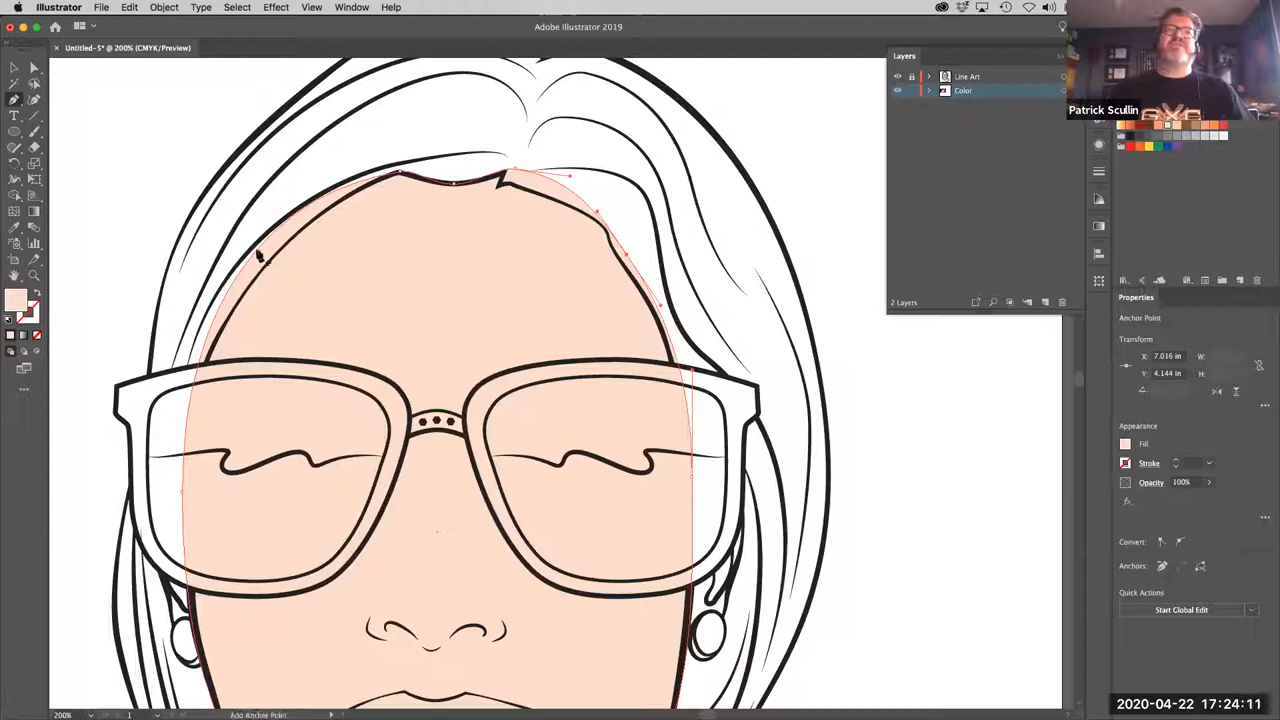 Illustrator File Edit Object Type Select Effect View Window Help
Adobe Illustrator 2019
× Untitled-5* @ 200% (CMYK/Preview)
Layers
Line Art
Color
2 Layers
Patrick Scullin
Properties
Anchor Point
Transform
X: 7.016 in W:
Y: 4.144 in H:
Appearance
Fill
Stroke
Opacity 100%
fx
Convert:
Anchors:
Quick Actions
Start Global Edit
200% 1 Add Anchor Point
2020-04-22 17:24:11